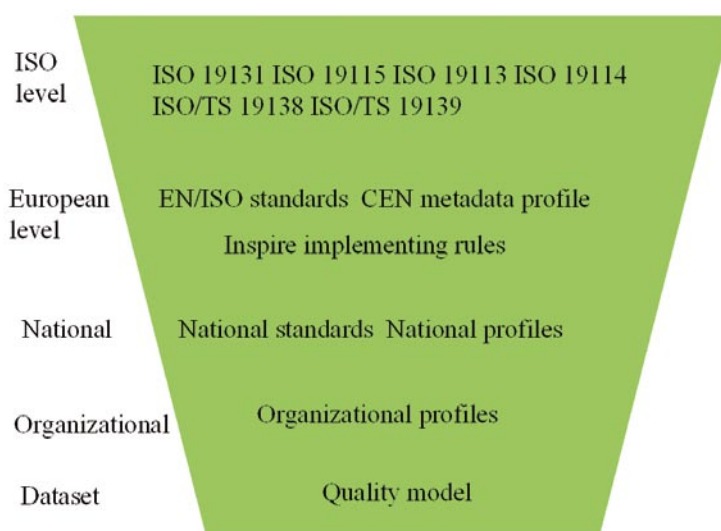 ISO
level
ISO 19131 ISO 19115 ISO 19113 ISO 19114
ISO/TS 19138 ISO/TS 19139
European
level
EN/ISO standards CEN metadata profile
Inspire implementing rules
National
National standards National profiles
Organizational
Organizational profiles
Dataset
Quality model